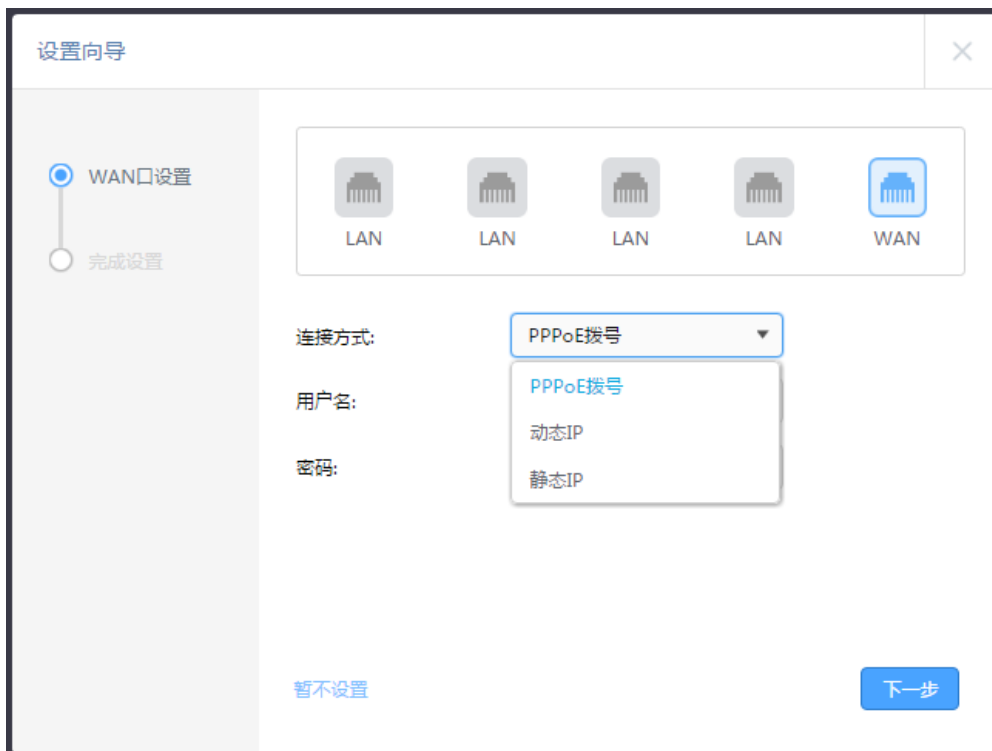 设置向导
WAN口设置
完成设置
LAN LAN LAN LAN WAN
连接方式: PPPoE拨号
PPPoE拨号
用户名:
动态IP
密码:
静态IP
暂不设置 下一步